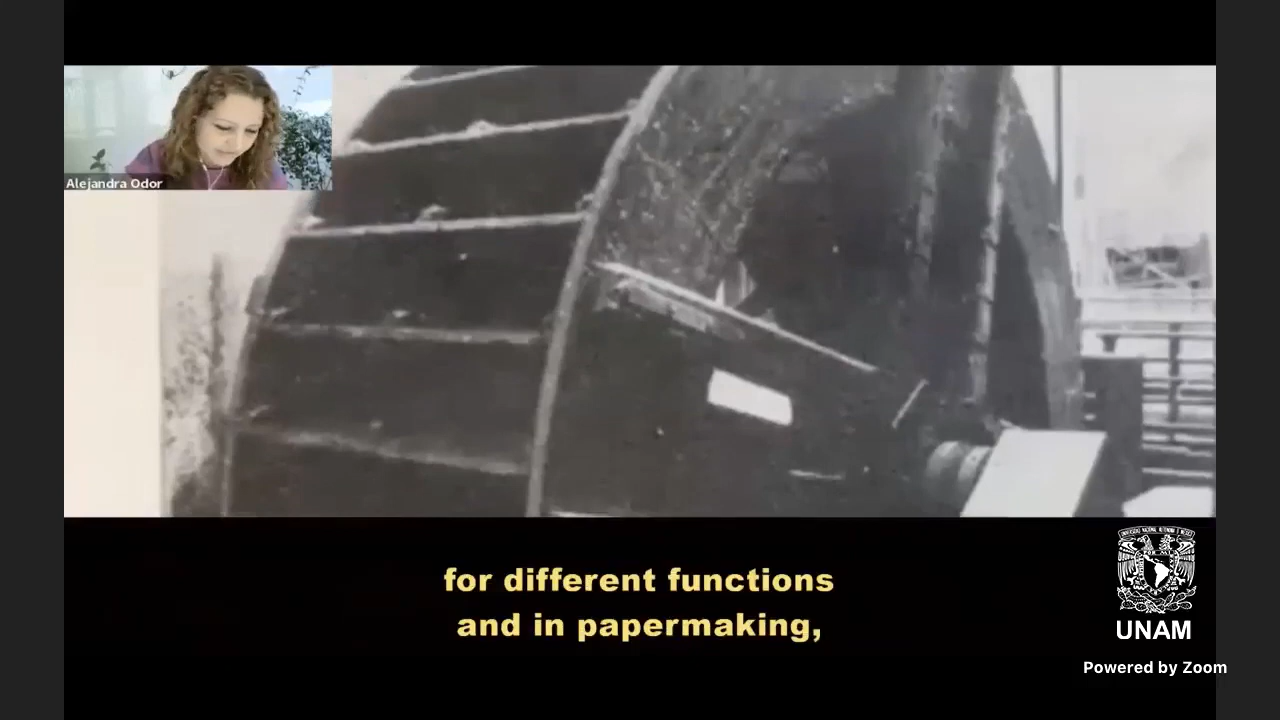 Alejandra Odor
for different functions
and in papermaking,
UNAM
Powered by Zoom